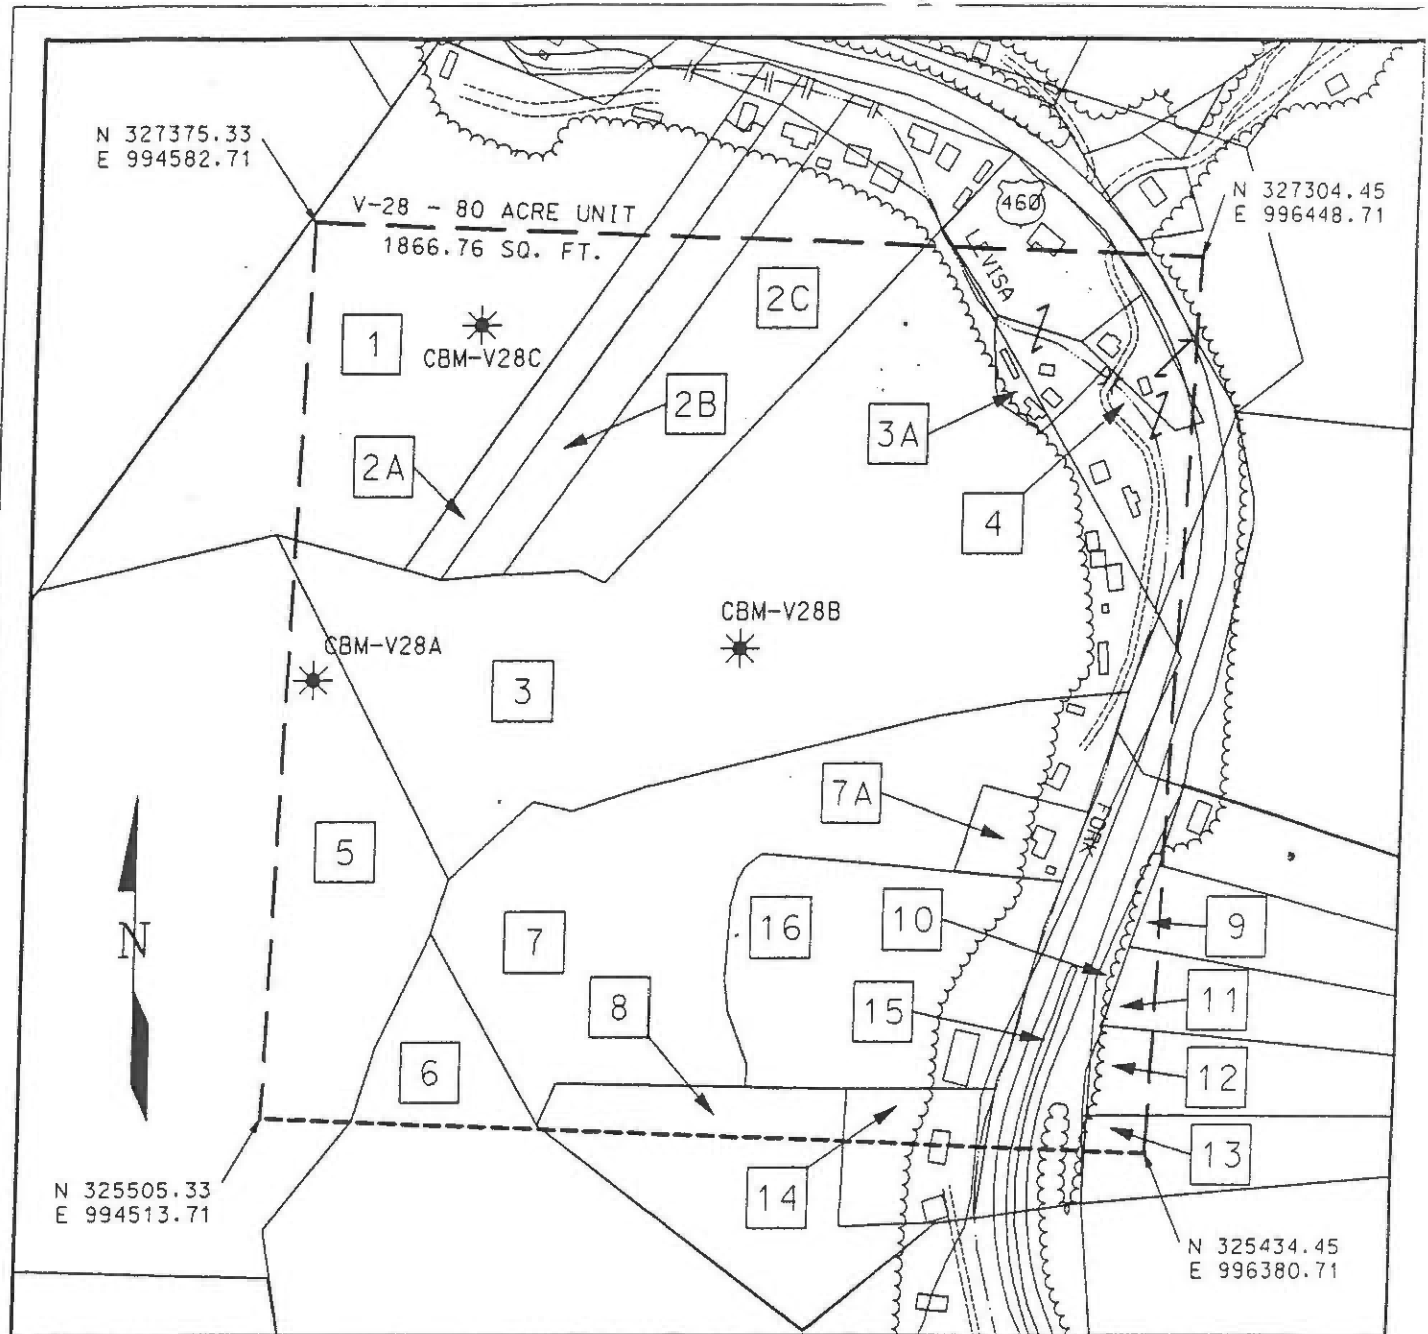 N 327375.33
E 994582.71
N 327304.45
E 996448.71
V-28 - 80 ACRE UNIT
1866.76 SQ. FT.
460
LEVISA
1
CBM-V28C
2C
2B
2A
3A
4
CBM-V28B
CBM-V28A
3
7A
5
FORK
N
7
16
10
9
8
15
11
6
12
14
13
N 325505.33
E 994513.71
N 325434.45
E 996380.71